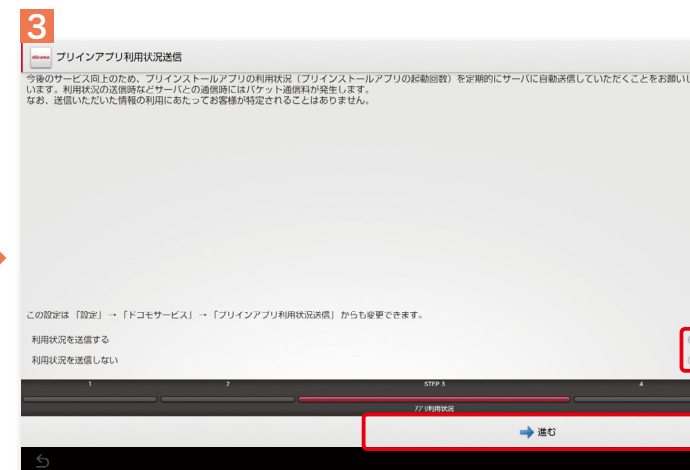 3
docomo プリインアプリ利用状況送信
今後のサービス向上のため、プリインストールアプリの利用状況（プリインストールアプリの起動回数）を定期的にサーバに自動送信していただくことをお願いし
います。利用状況の送信時などサーバとの通信時にはパケット通信料が発生します。
なお、送信いただいた情報の利用にあたってお客様が特定されることはありません。
この設定は「設定」→「ドコモサービス」→「プリインアプリ利用状況送信」からも変更できます。
利用状況を送信する
利用状況を送信しない
1 2 STEP 3 4
アプリ利用状況
進む